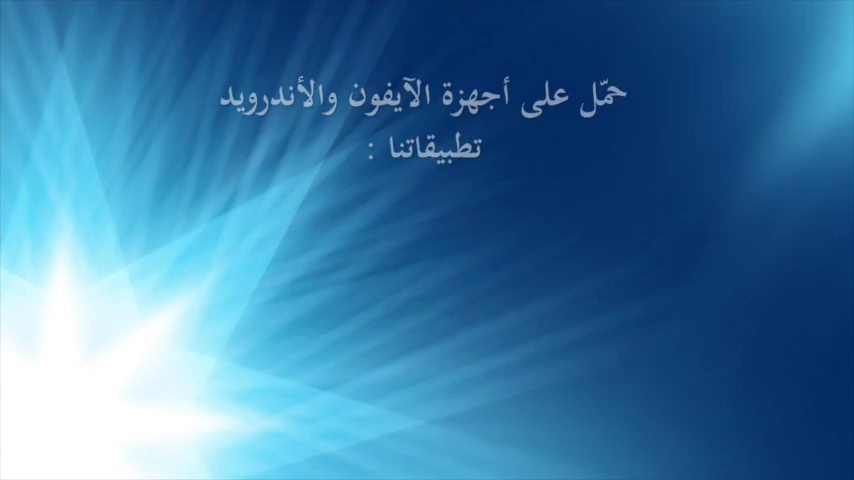 حمّل على أجهزة الآيفون والأندرويد
تطبيقاتنا :